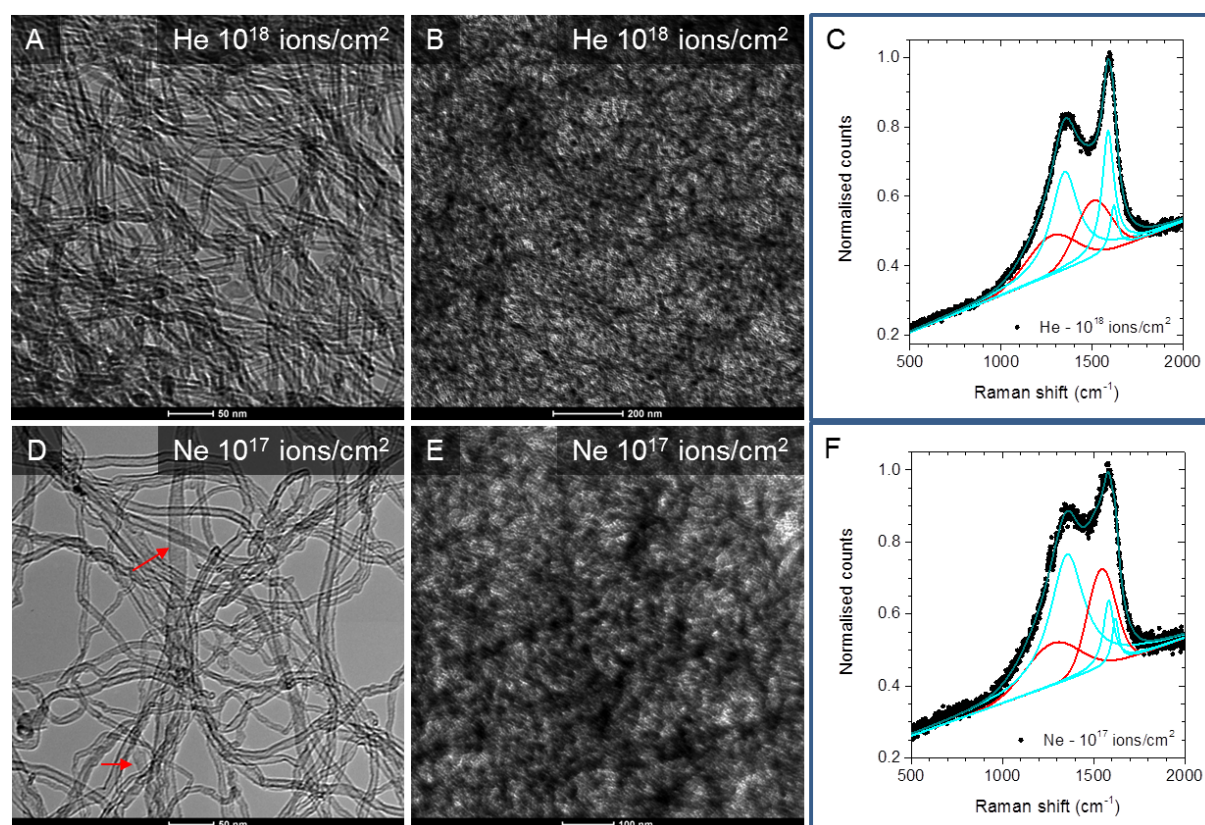 A
He 10¹⁸ ions/cm²
50 nm
B
He 10¹⁸ ions/cm²
200 nm
C
Normalised counts
1.0
0.8
0.6
0.4
0.2
He - 10¹⁸ ions/cm²
500 1000 1500 2000
Raman shift (cm⁻¹)
D
Ne 10¹⁷ ions/cm²
50 nm
E
Ne 10¹⁷ ions/cm²
100 nm
F
Normalised counts
1.0
0.8
0.6
0.4
0.2
Ne - 10¹⁷ ions/cm²
500 1000 1500 2000
Raman shift (cm⁻¹)